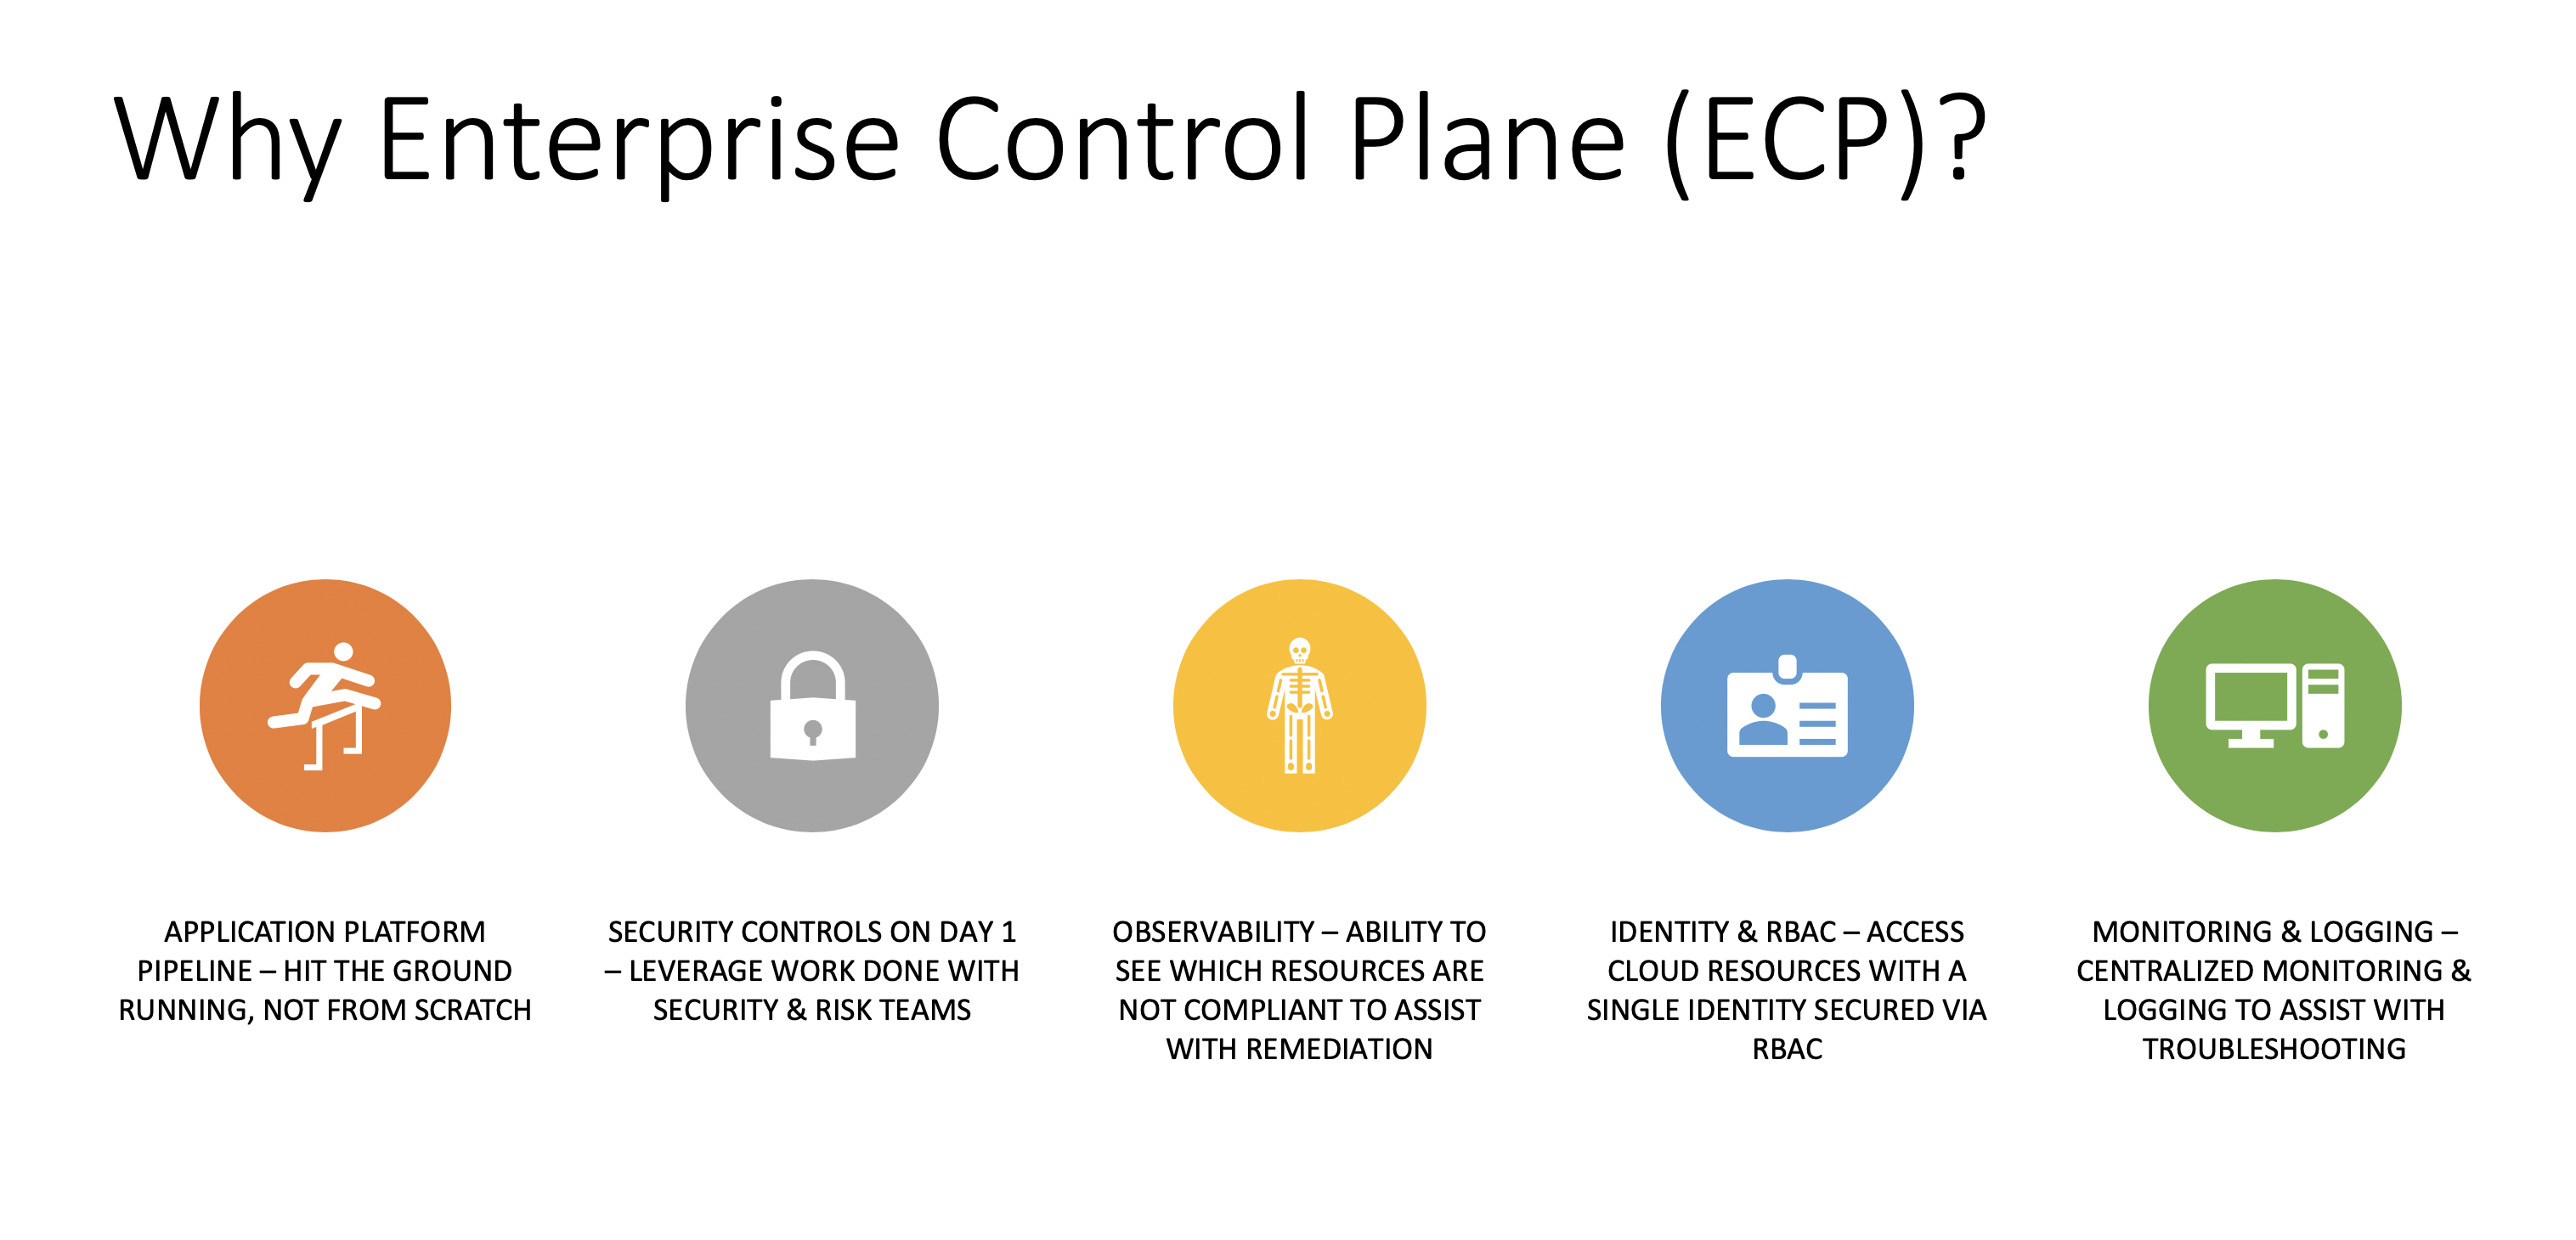 Why Enterprise Control Plane (ECP)?
APPLICATION PLATFORM
PIPELINE – HIT THE GROUND
RUNNING, NOT FROM SCRATCH
SECURITY CONTROLS ON DAY 1
– LEVERAGE WORK DONE WITH
SECURITY & RISK TEAMS
OBSERVABILITY – ABILITY TO
SEE WHICH RESOURCES ARE
NOT COMPLIANT TO ASSIST
WITH REMEDIATION
IDENTITY & RBAC – ACCESS
CLOUD RESOURCES WITH A
SINGLE IDENTITY SECURED VIA
RBAC
MONITORING & LOGGING –
CENTRALIZED MONITORING &
LOGGING TO ASSIST WITH
TROUBLESHOOTING